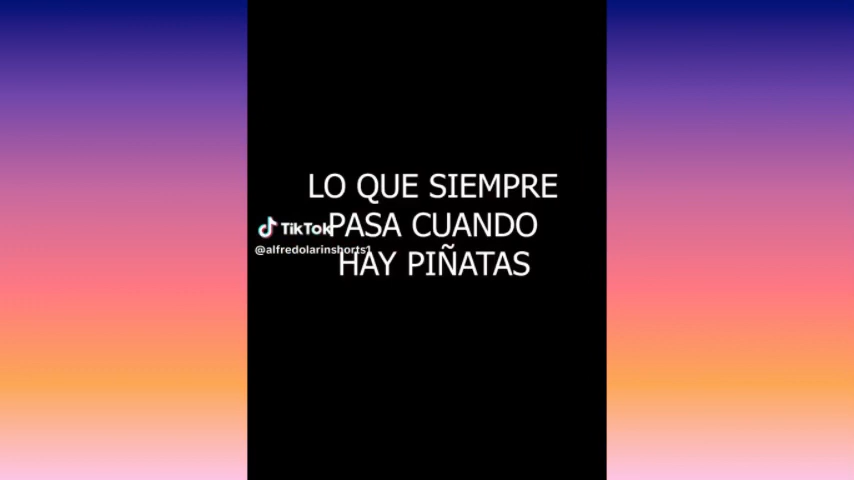 LO QUE SIEMPRE
PASA CUANDO
HAY PIÑATAS
TikTok
@alfredolarinshorts1